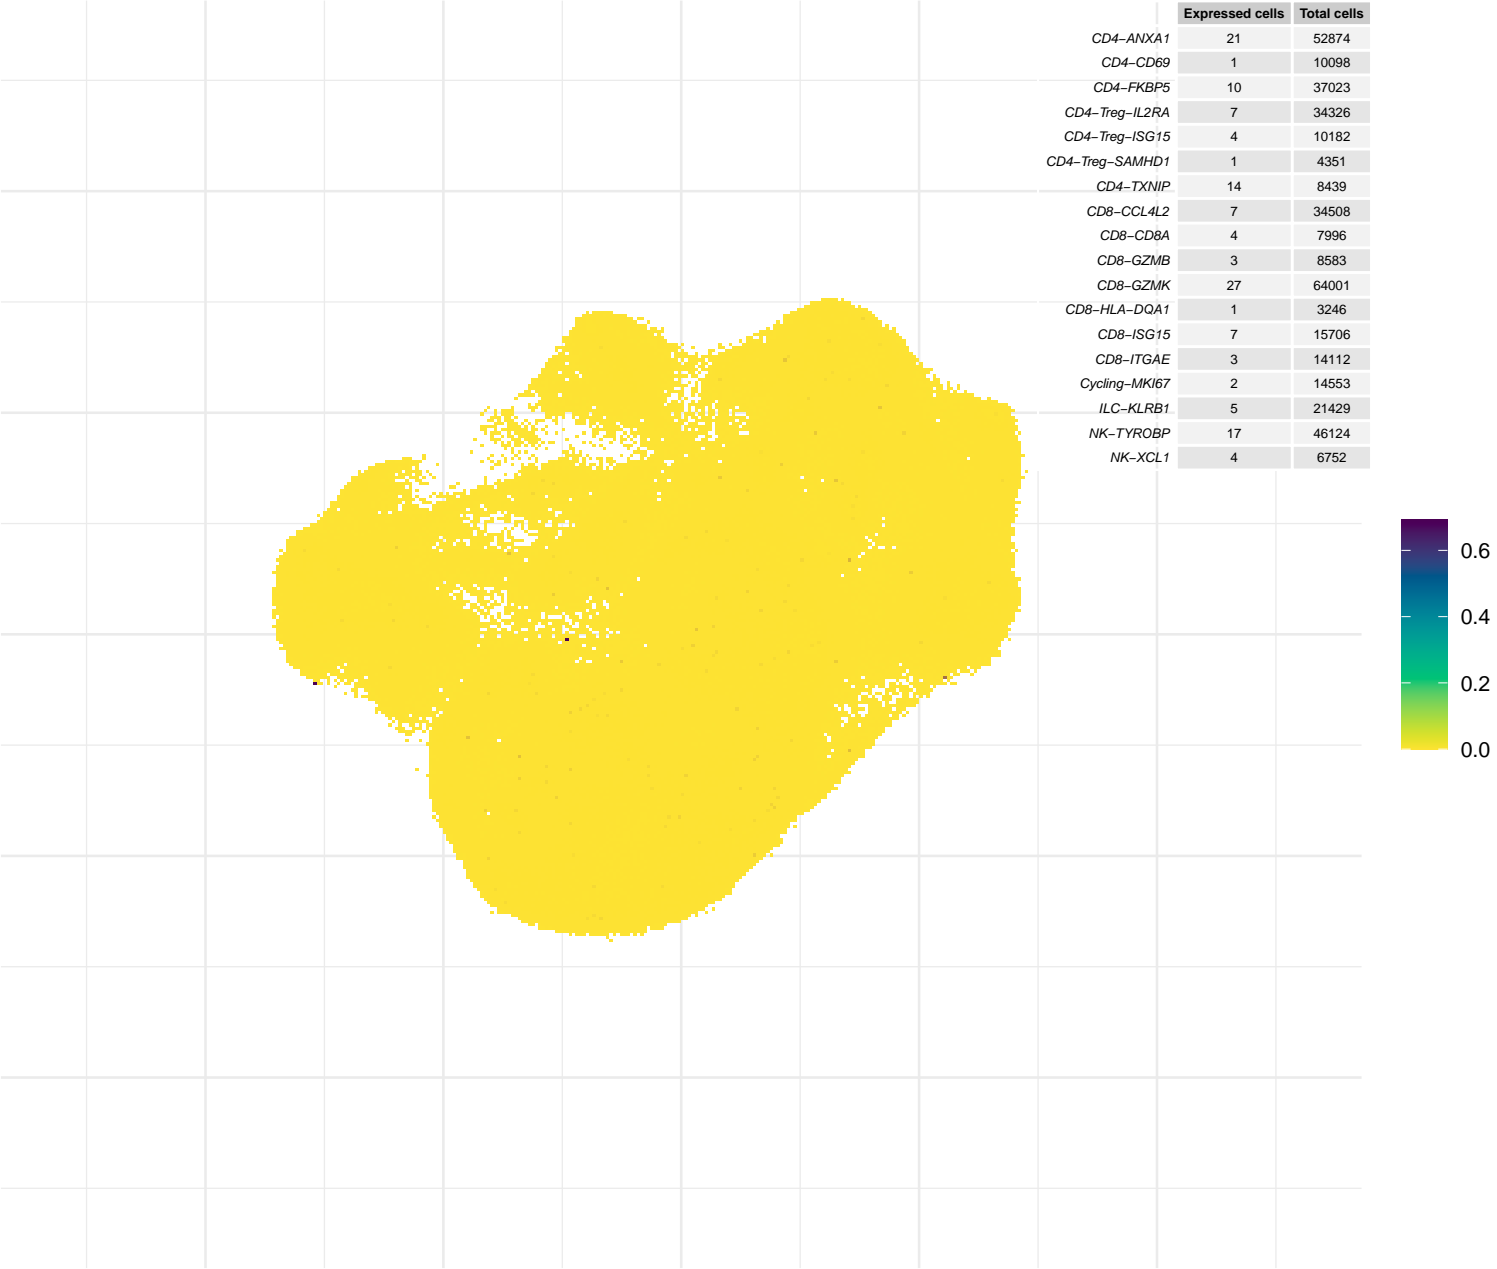 Expressed cells Total cells
CD4−ANXA1 21 52874
CD4−CD69 1 10098
CD4−FKBP5 10 37023
CD4−Treg−IL2RA 7 34326
CD4−Treg−ISG15 4 10182
CD4−Treg−SAMHD1 1 4351
CD4−TXNIP 14 8439
CD8−CCL4L2 7 34508
CD8−CD8A 4 7996
CD8−GZMB 3 8583
CD8−GZMK 27 64001
CD8−HLA−DQA1 1 3246
CD8−ISG15 7 15706
CD8−ITGAE 3 14112
Cycling−MKI67 2 14553
ILC−KLRB1 5 21429
NK−TYROBP 17 46124
NK−XCL1 4 6752
0.6
0.4
0.2
0.0